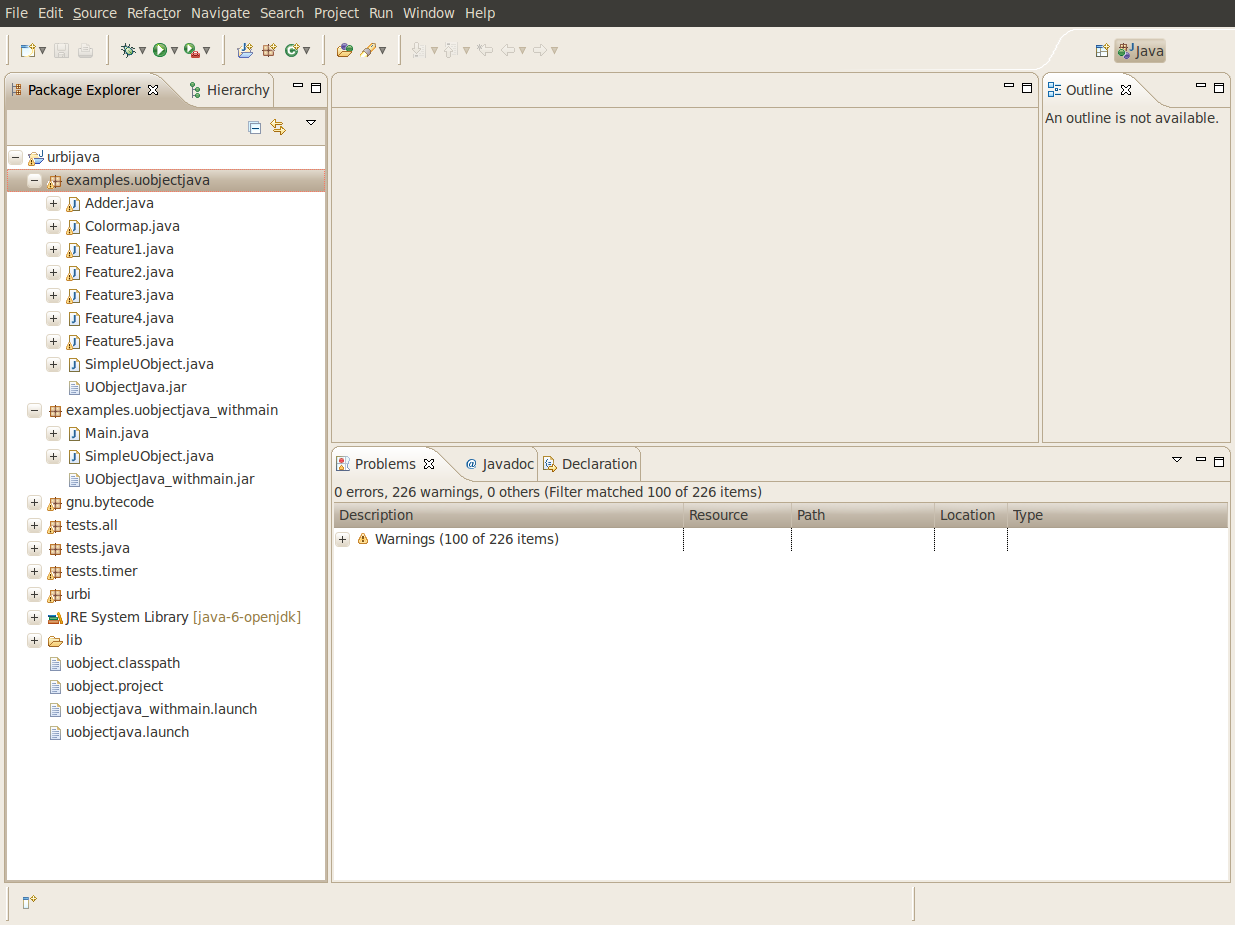 File Edit Source Refactor Navigate Search Project Run Window Help
Java
Package Explorer
Hierarchy
Outline
An outline is not available.
urbijava
examples.uobjectjava
Adder.java
Colormap.java
Feature1.java
Feature2.java
Feature3.java
Feature4.java
Feature5.java
SimpleUObject.java
UObjectJava.jar
examples.uobjectjava_withmain
Main.java
SimpleUObject.java
UObjectJava_withmain.jar
gnu.bytecode
tests.all
tests.java
tests.timer
urbi
JRE System Library [java-6-openjdk]
lib
uobject.classpath
uobject.project
uobjectjava_withmain.launch
uobjectjava.launch
Problems
@ Javadoc
Declaration
0 errors, 226 warnings, 0 others (Filter matched 100 of 226 items)
Description Resource Path Location Type
Warnings (100 of 226 items)